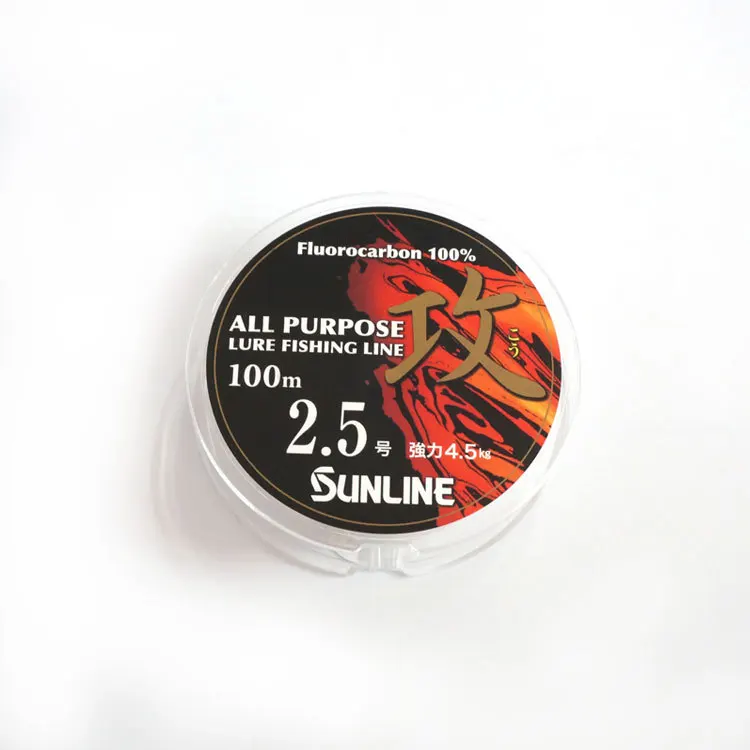 Fluorocarbon 100%
攻
こう
ALL PURPOSE
LURE FISHING LINE
100m
2.5号 強力4.5kg
SUNLINE